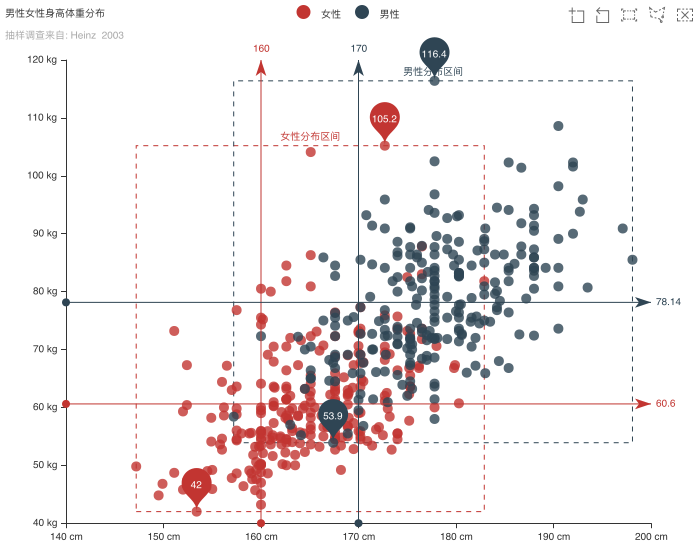 男性女性身高体重分布
女性 男性
抽样调查来自: Heinz 2003
160 170
120 kg
116.4
男性分布区间
110 kg
105.2
女性分布区间
100 kg
90 kg
80 kg
78.14
70 kg
60 kg
60.6
53.9
50 kg
42
40 kg
140 cm 150 cm 160 cm 170 cm 180 cm 190 cm 200 cm